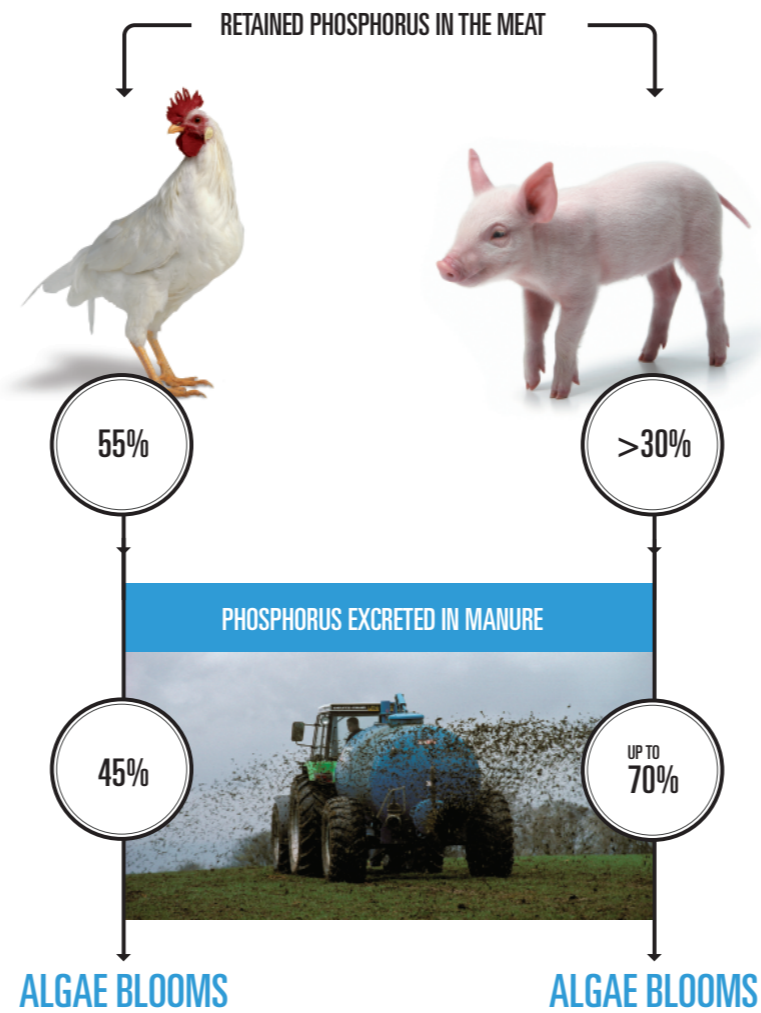 RETAINED PHOSPHORUS IN THE MEAT
55%
>30%
PHOSPHORUS EXCRETED IN MANURE
45%
UP TO
70%
ALGAE BLOOMS
ALGAE BLOOMS